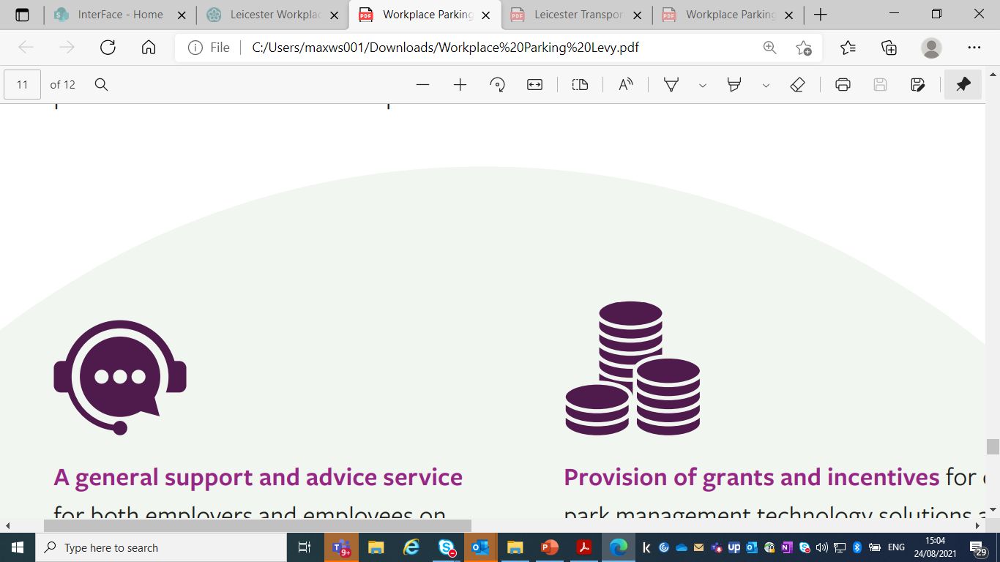 InterFace - Home
Leicester Workplac
Workplace Parking
Leicester Transpor
Workplace Parking
File
C:/Users/maxws001/Downloads/Workplace%20Parking%20Levy.pdf
11 of 12
A general support and advice service
for both employers and employees on
Provision of grants and incentives for
park management technology solutions a
Type here to search
9+
ENG
15:04
24/08/2021
29